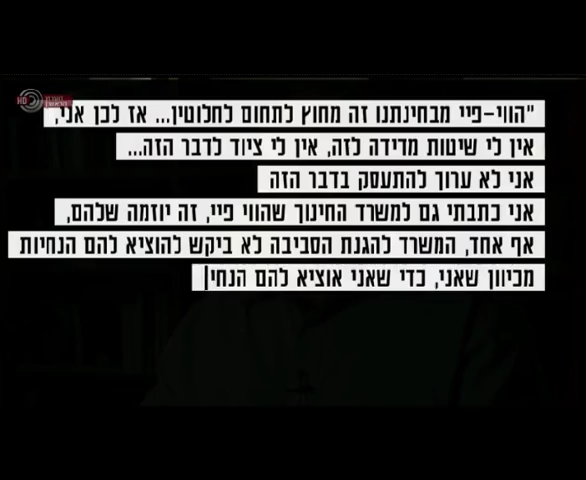 HD
"הווי-פיי מבחינתנו זה מחוץ לתחום לחלוטין... אז לכן אני,
אין לי שיטות מדידה לזה, אין לי ציוד לדבר הזה...
אני לא ערוך להתעסק בדבר הזה
אני כתבתי גם למשרד החינוך שהווי פיי, זה יוזמה שלהם,
אף אחד, המשרד להגנת הסביבה לא ביקש להוציא להם הנחיות
מכיוון שאני, כדי שאני אוציא להם הנחי